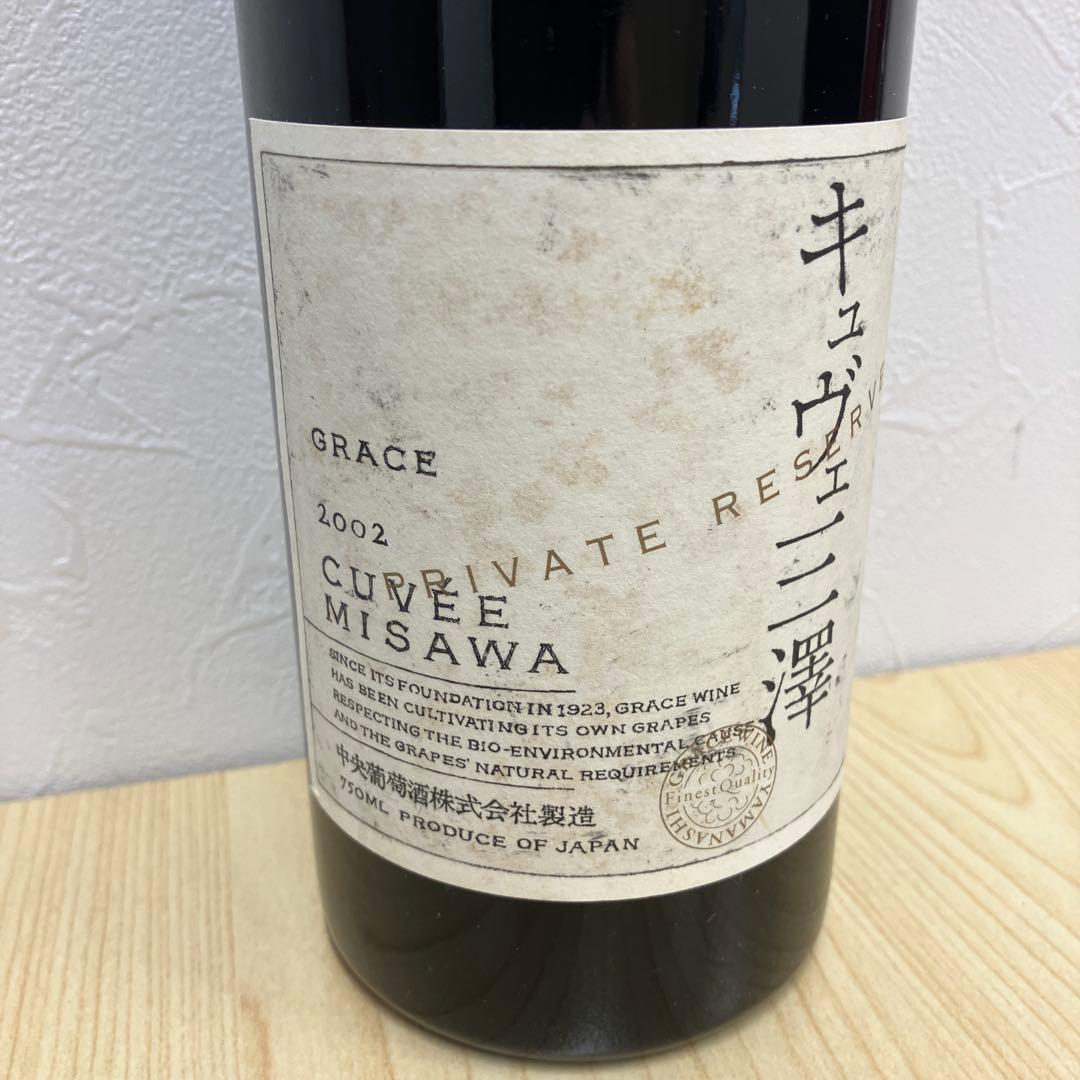 キュヴェ三澤
GRACE
2002
CUVÉE
MISAWA
PRIVATE RESERVE
SINCE ITS FOUNDATION IN 1923, GRACE WINE
HAS BEEN CULTIVATING ITS OWN GRAPES
RESPECTING THE BIO-ENVIRONMENTAL CAUSE
AND THE GRAPES' NATURAL REQUIREMENTS
中央葡萄酒株式会社製造
750ML PRODUCE OF JAPAN
GRACE WINE YAMANASHI
Finest Quality